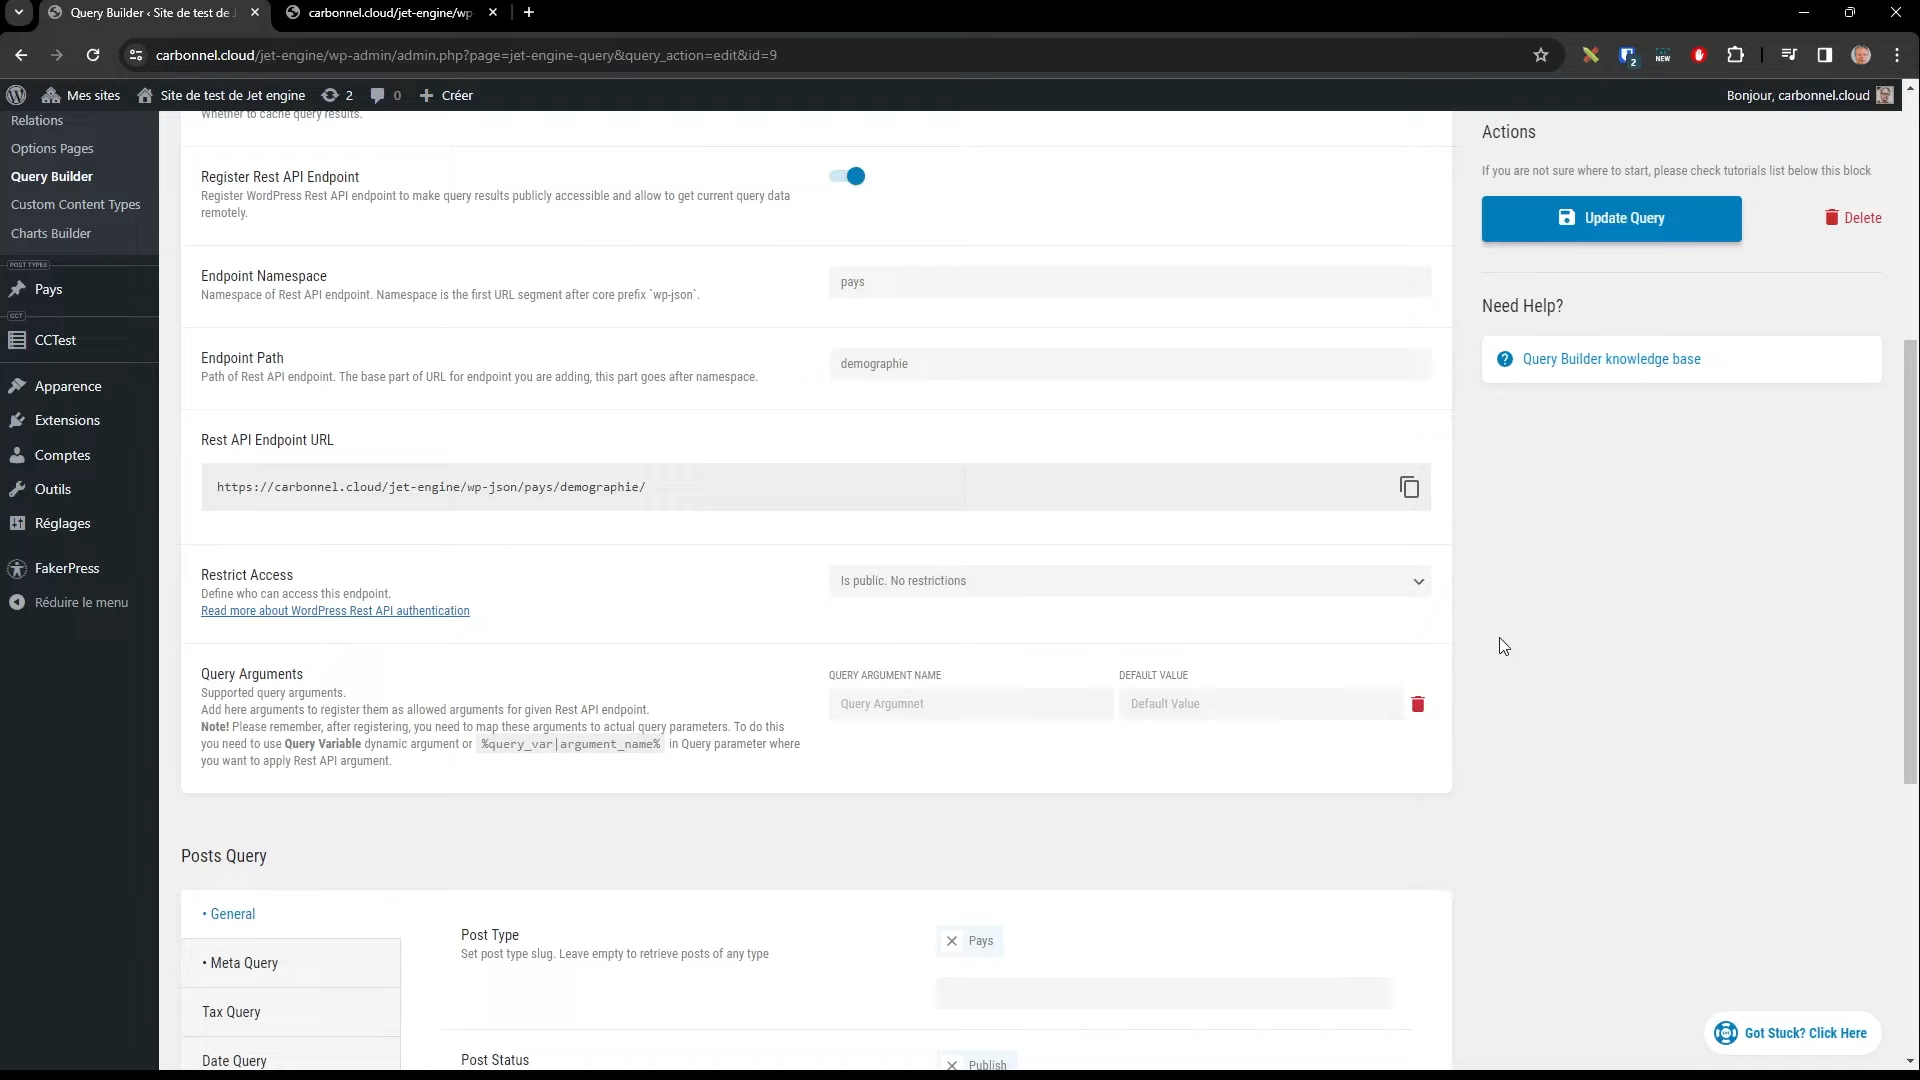 Query Builder ‹ Site de test de J
carbonnel.cloud/jet-engine/wp-
carbonnel.cloud/jet-engine/wp-admin/admin.php?page=jet-engine-query&query_action=edit&id=9
2
NEW
Mes sites
Site de test de Jet engine
2
0
Créer
Bonjour, carbonnel.cloud
Relations
Options Pages
Query Builder
Custom Content Types
Charts Builder
POST TYPES
Pays
CCT
CCTest
Apparence
Extensions
Comptes
Outils
Réglages
FakerPress
Réduire le menu
Whether to cache query results.
Register Rest API Endpoint
Register WordPress Rest API endpoint to make query results publicly accessible and allow to get current query data
remotely.
Endpoint Namespace
Namespace of Rest API endpoint. Namespace is the first URL segment after core prefix `wp-json`.
pays
Endpoint Path
Path of Rest API endpoint. The base part of URL for endpoint you are adding, this part goes after namespace.
demographie
Rest API Endpoint URL
https://carbonnel.cloud/jet-engine/wp-json/pays/demographie/
Restrict Access
Define who can access this endpoint.
Read more about WordPress Rest API authentication
Is public. No restrictions
Query Arguments
Supported query arguments.
Add here arguments to register them as allowed arguments for given Rest API endpoint.
Note! Please remember, after registering, you need to map these arguments to actual query parameters. To do this
you need to use Query Variable dynamic argument or %query_var|argument_name% in Query parameter where
you want to apply Rest API argument.
QUERY ARGUMENT NAME
DEFAULT VALUE
Query Argumnet
Default Value
Posts Query
• General
• Meta Query
Tax Query
Date Query
Post Type
Set post type slug. Leave empty to retrieve posts of any type
Pays
Post Status
Publish
Actions
If you are not sure where to start, please check tutorials list below this block
Update Query
Delete
Need Help?
Query Builder knowledge base
Got Stuck? Click Here